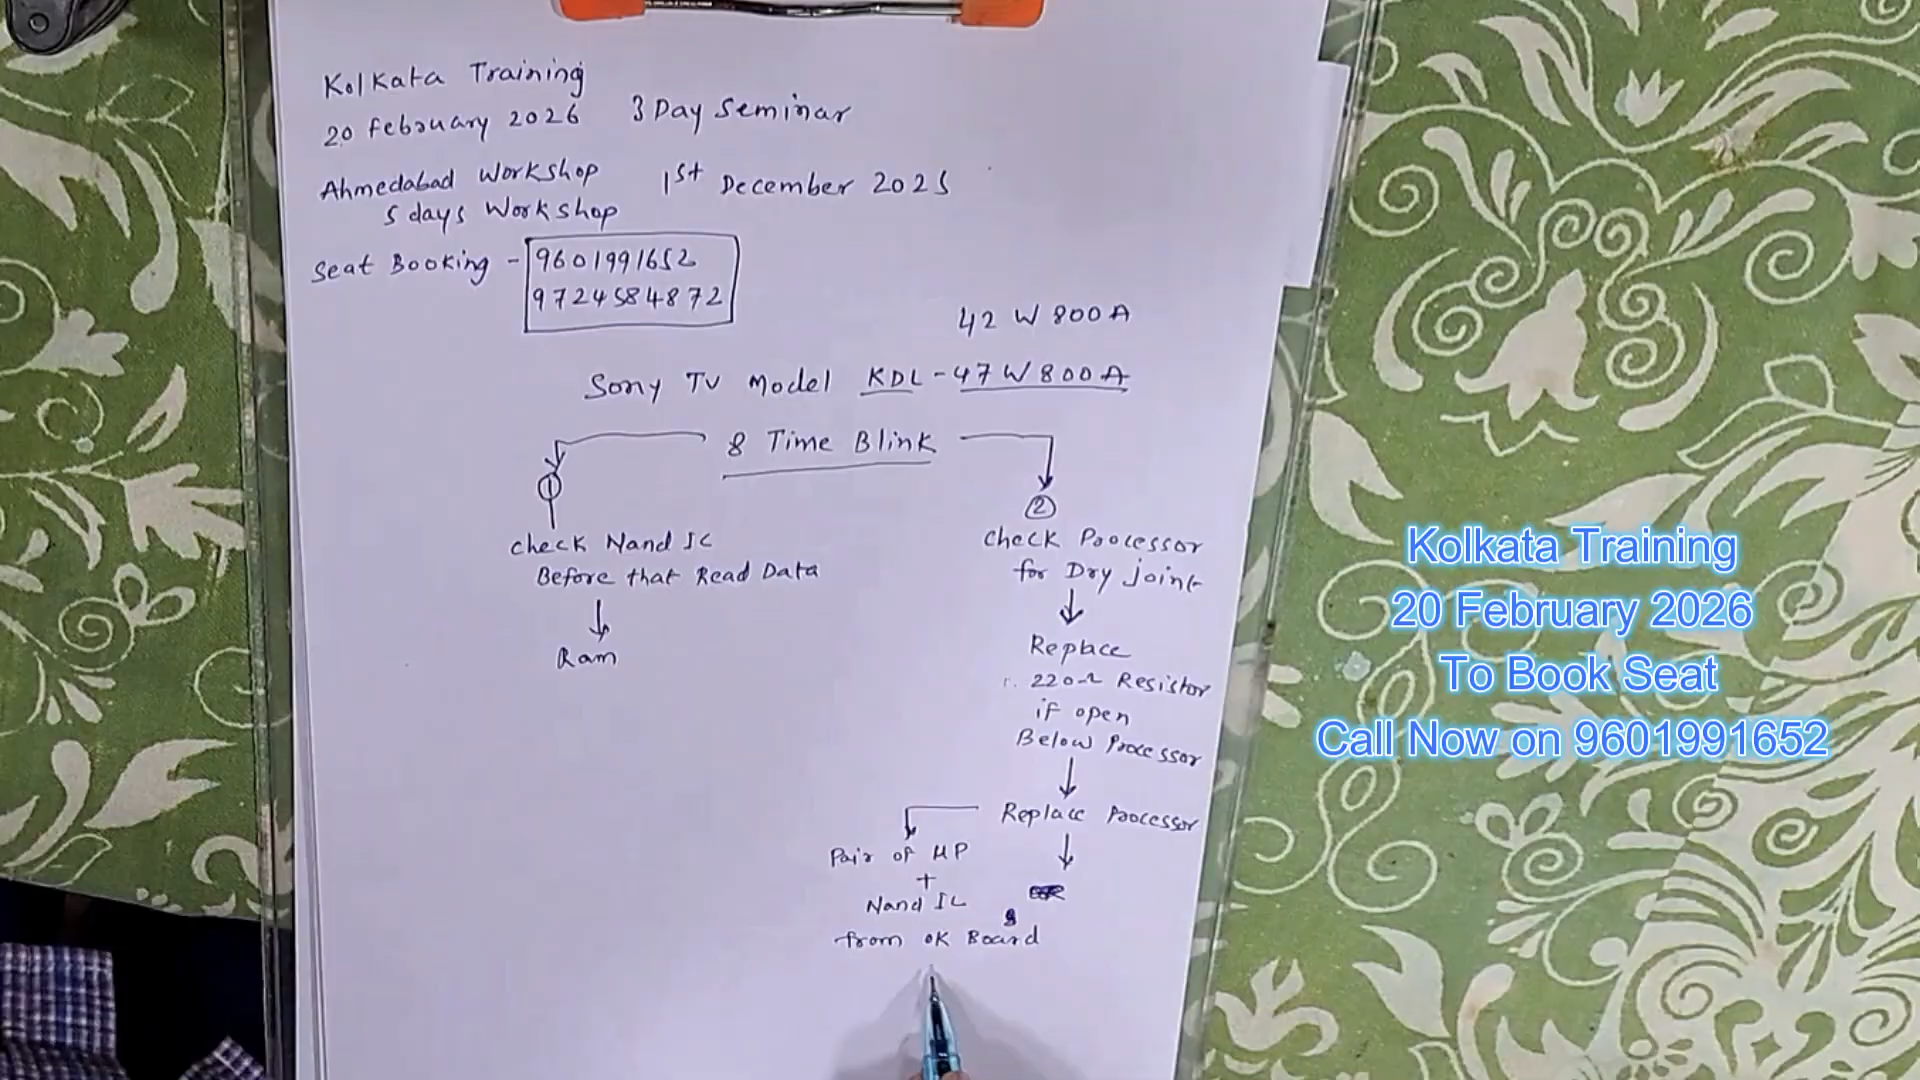 Kolkata Training
20 February 2026 3 Day Seminar
Ahmedabad Workshop 1st December 2025
5 days Workshop
Seat Booking - 9601991652
9724584872
42 W 800 A
Sony TV Model KDL-47W800A
8 Time Blink
1
2
Check Nand IC
Before that Read Data
Ram
Check Processor
for Dry joint
Replace
220Ω Resistor
if open
Below Processor
Replace Processor
Pair of µP
+
Nand IC
from OK Board
Kolkata Training
20 February 2026
To Book Seat
Call Now on 9601991652